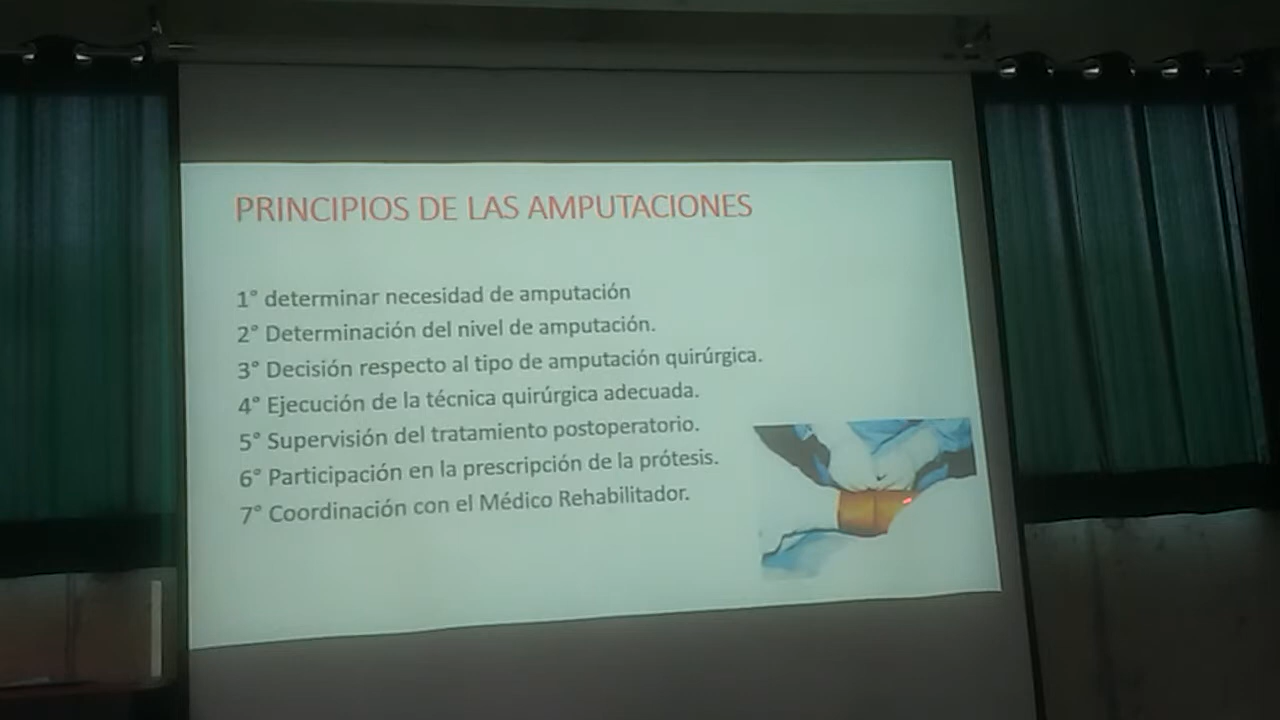 PRINCIPIOS DE LAS AMPUTACIONES
1° determinar necesidad de amputación
2° Determinación del nivel de amputación.
3° Decisión respecto al tipo de amputación quirúrgica.
4° Ejecución de la técnica quirúrgica adecuada.
5° Supervisión del tratamiento postoperatorio.
6° Participación en la prescripción de la prótesis.
7° Coordinación con el Médico Rehabilitador.